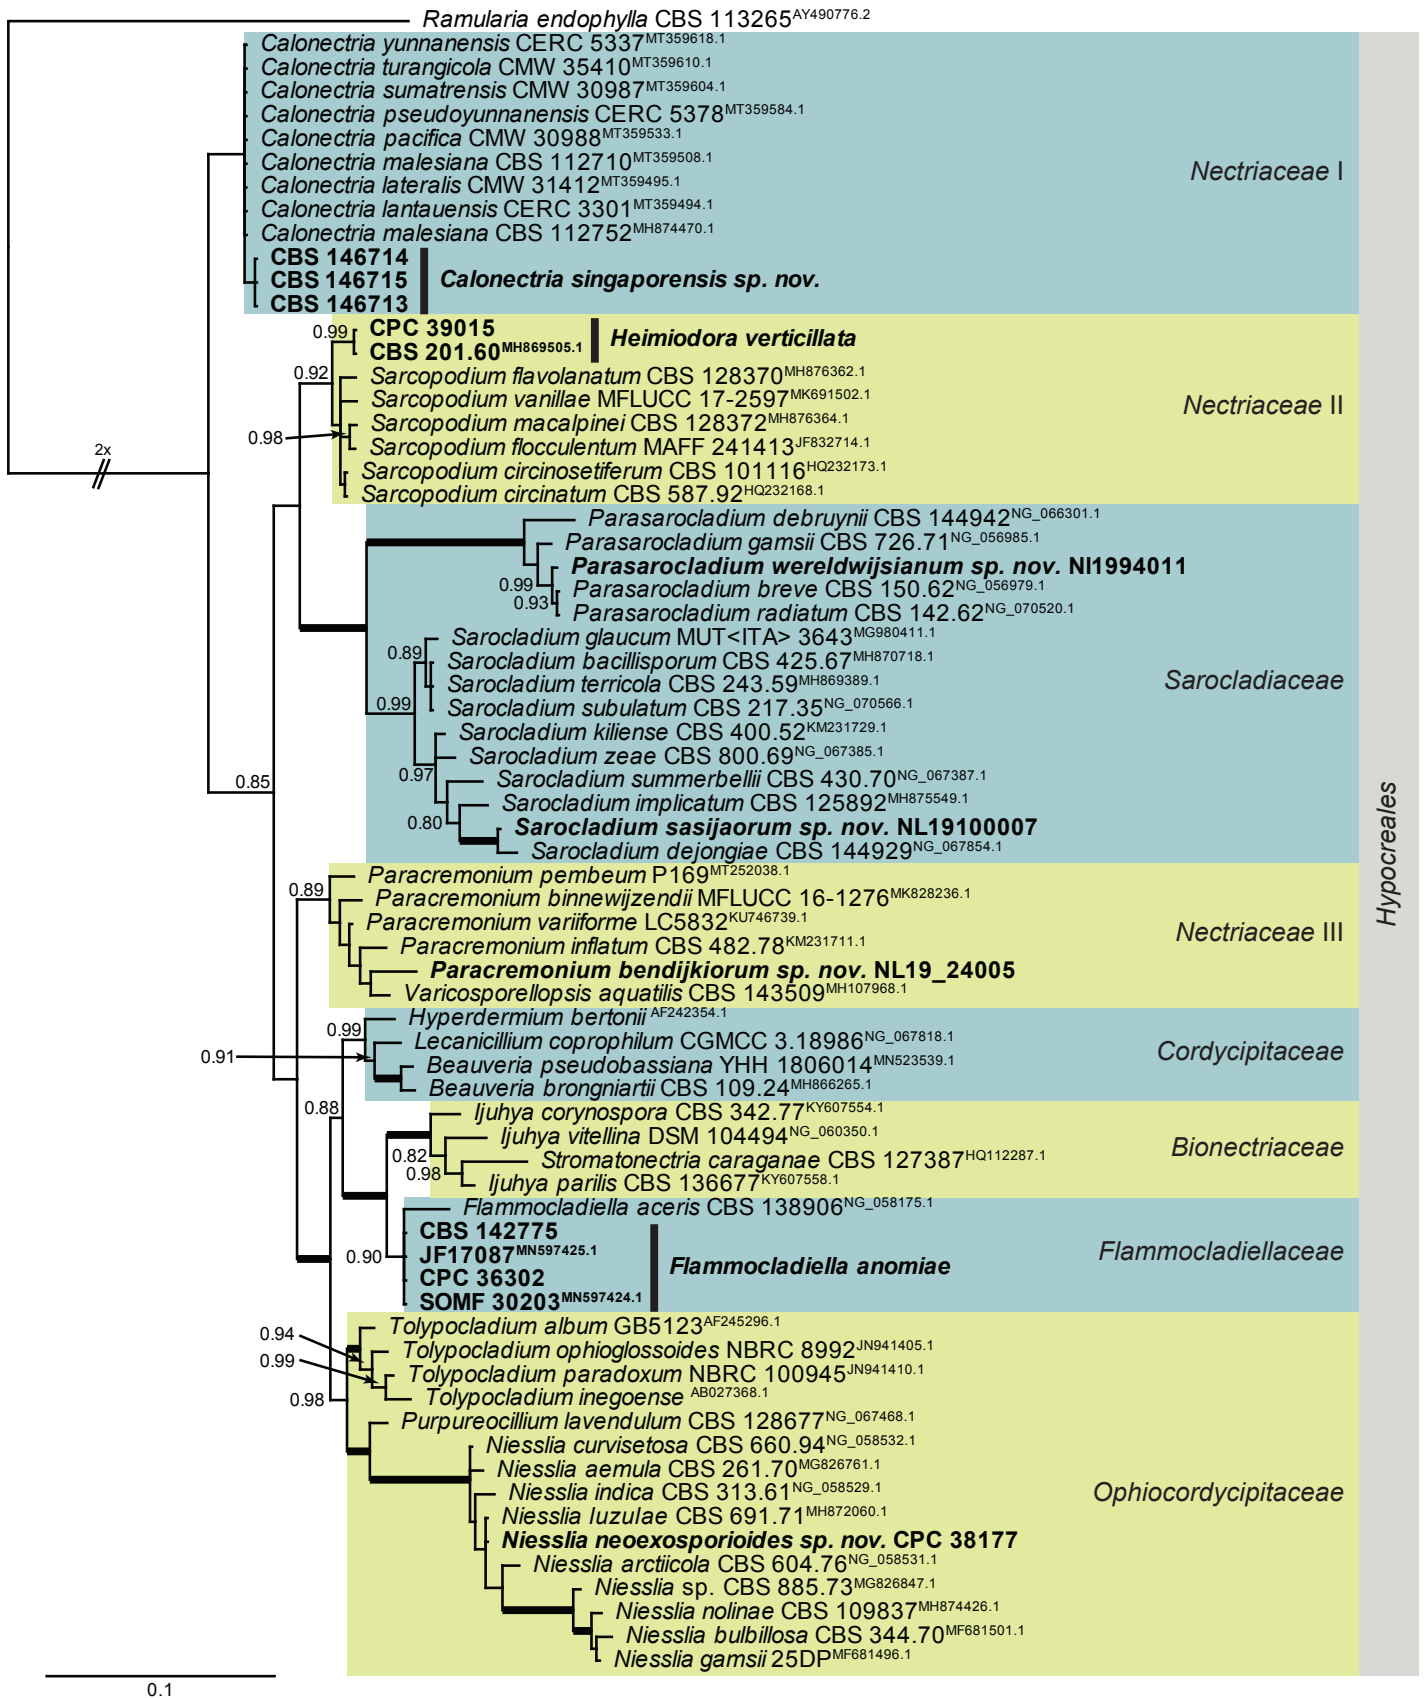 Ramularia endophylla CBS 113265AY490776.2
Calonectria yunnanensis CERC 5337MT359618.1
Calonectria turangicola CMW 35410MT359610.1
Calonectria sumatrensis CMW 30987MT359604.1
Calonectria pseudoyunnanensis CERC 5378MT359584.1
Calonectria pacifica CMW 30988MT359533.1
Calonectria malesiana CBS 112710MT359508.1
Nectriaceae I
Calonectria lateralis CMW 31412MT359495.1
Calonectria lantauensis CERC 3301MT359494.1
Calonectria malesiana CBS 112752MH874470.1
CBS 146714
CBS 146715
Calonectria singaporensis sp. nov.
CBS 146713
0.99
CPC 39015
Heimiodora verticillata
CBS 201.60MH869505.1
0.92
Sarcopodium flavolanatum CBS 128370MH876362.1
Sarcopodium vanillae MFLUCC 17-2597MK691502.1
Nectriaceae II
Sarcopodium macalpinei CBS 128372MH876364.1
0.98
Sarcopodium flocculentum MAFF 241413JF832714.1
2x
Sarcopodium circinosetiferum CBS 101116HQ232173.1
Sarcopodium circinatum CBS 587.92HQ232168.1
Parasarocladium debruynii CBS 144942NG_066301.1
Parasarocladium gamsii CBS 726.71NG_056985.1
Parasarocladium wereldwijsianum sp. nov. NI1994011
0.99
Parasarocladium breve CBS 150.62NG_056979.1
0.93
Parasarocladium radiatum CBS 142.62NG_070520.1
Sarocladium glaucum MUT<ITA> 3643MG980411.1
0.89
Sarocladium bacillisporum CBS 425.67MH870718.1
Sarocladiaceae
Sarocladium terricola CBS 243.59MH869389.1
0.99
Sarocladium subulatum CBS 217.35NG_070566.1
Sarocladium kiliense CBS 400.52KM231729.1
Sarocladium zeae CBS 800.69NG_067385.1
0.97
0.85
Sarocladium summerbellii CBS 430.70NG_067387.1
Sarocladium implicatum CBS 125892MH875549.1
0.80
Sarocladium sasijaorum sp. nov. NL19100007
Sarocladium dejongiae CBS 144929NG_067854.1
Hypocreales
Paracremonium pembeum P169MT252038.1
0.89
Paracremonium binnewijzendii MFLUCC 16-1276MK828236.1
Paracremonium variiforme LC5832KU746739.1
Nectriaceae III
Paracremonium inflatum CBS 482.78KM231711.1
Paracremonium bendijkiorum sp. nov. NL19_24005
Varicosporellopsis aquatilis CBS 143509MH107968.1
Hyperdermium bertonii AF242354.1
0.99
Lecanicillium coprophilum CGMCC 3.18986NG_067818.1
0.91
Cordycipitaceae
Beauveria pseudobassiana YHH 1806014MN523539.1
Beauveria brongniartii CBS 109.24MH866265.1
0.88
Ijuhya corynospora CBS 342.77KY607554.1
Ijuhya vitellina DSM 104494NG_060350.1
Bionectriaceae
0.82
Stromatonectria caraganae CBS 127387HQ112287.1
0.98
Ijuhya parilis CBS 136677KY607558.1
Flammocladiella aceris CBS 138906NG_058175.1
CBS 142775
0.90
JF17087MN597425.1
Flammocladiella anomiae
Flammocladiellaceae
CPC 36302
SOMF 30203MN597424.1
Tolypocladium album GB5123AF245296.1
0.94
Tolypocladium ophioglossoides NBRC 8992JN941405.1
0.99
Tolypocladium paradoxum NBRC 100945JN941410.1
0.98
Tolypocladium inegoense AB027368.1
Purpureocillium lavendulum CBS 128677NG_067468.1
Niesslia curvisetosa CBS 660.94NG_058532.1
Niesslia aemula CBS 261.70MG826761.1
Niesslia indica CBS 313.61NG_058529.1
Ophiocordycipitaceae
Niesslia luzulae CBS 691.71MH872060.1
Niesslia neoexosporioides sp. nov. CPC 38177
Niesslia arctiicola CBS 604.76NG_058531.1
Niesslia sp. CBS 885.73MG826847.1
Niesslia nolinae CBS 109837MH874426.1
Niesslia bulbillosa CBS 344.70MF681501.1
Niesslia gamsii 25DPMF681496.1
0.1